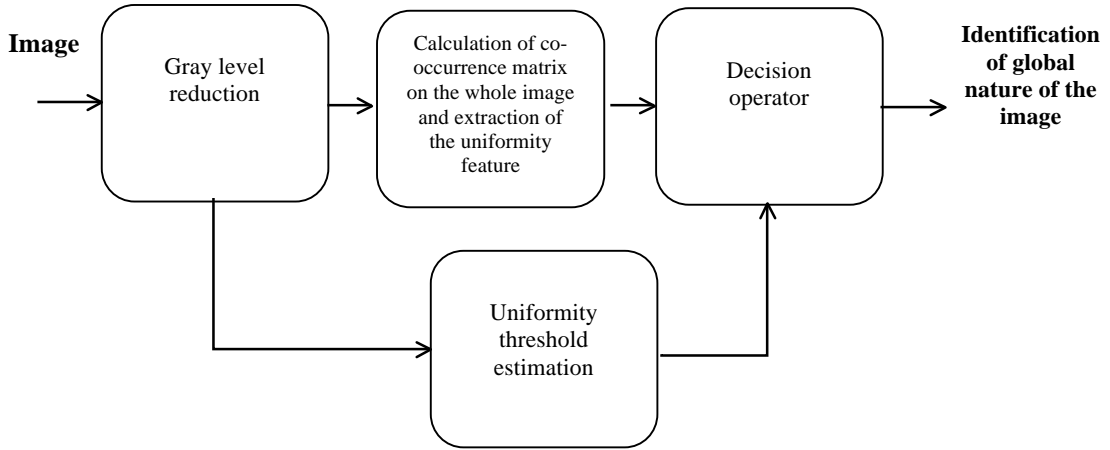 Image
Gray level
reduction
Calculation of co-
occurrence matrix
on the whole image
and extraction of
the uniformity
feature
Decision
operator
Identification
of global
nature of the
image
Uniformity
threshold
estimation